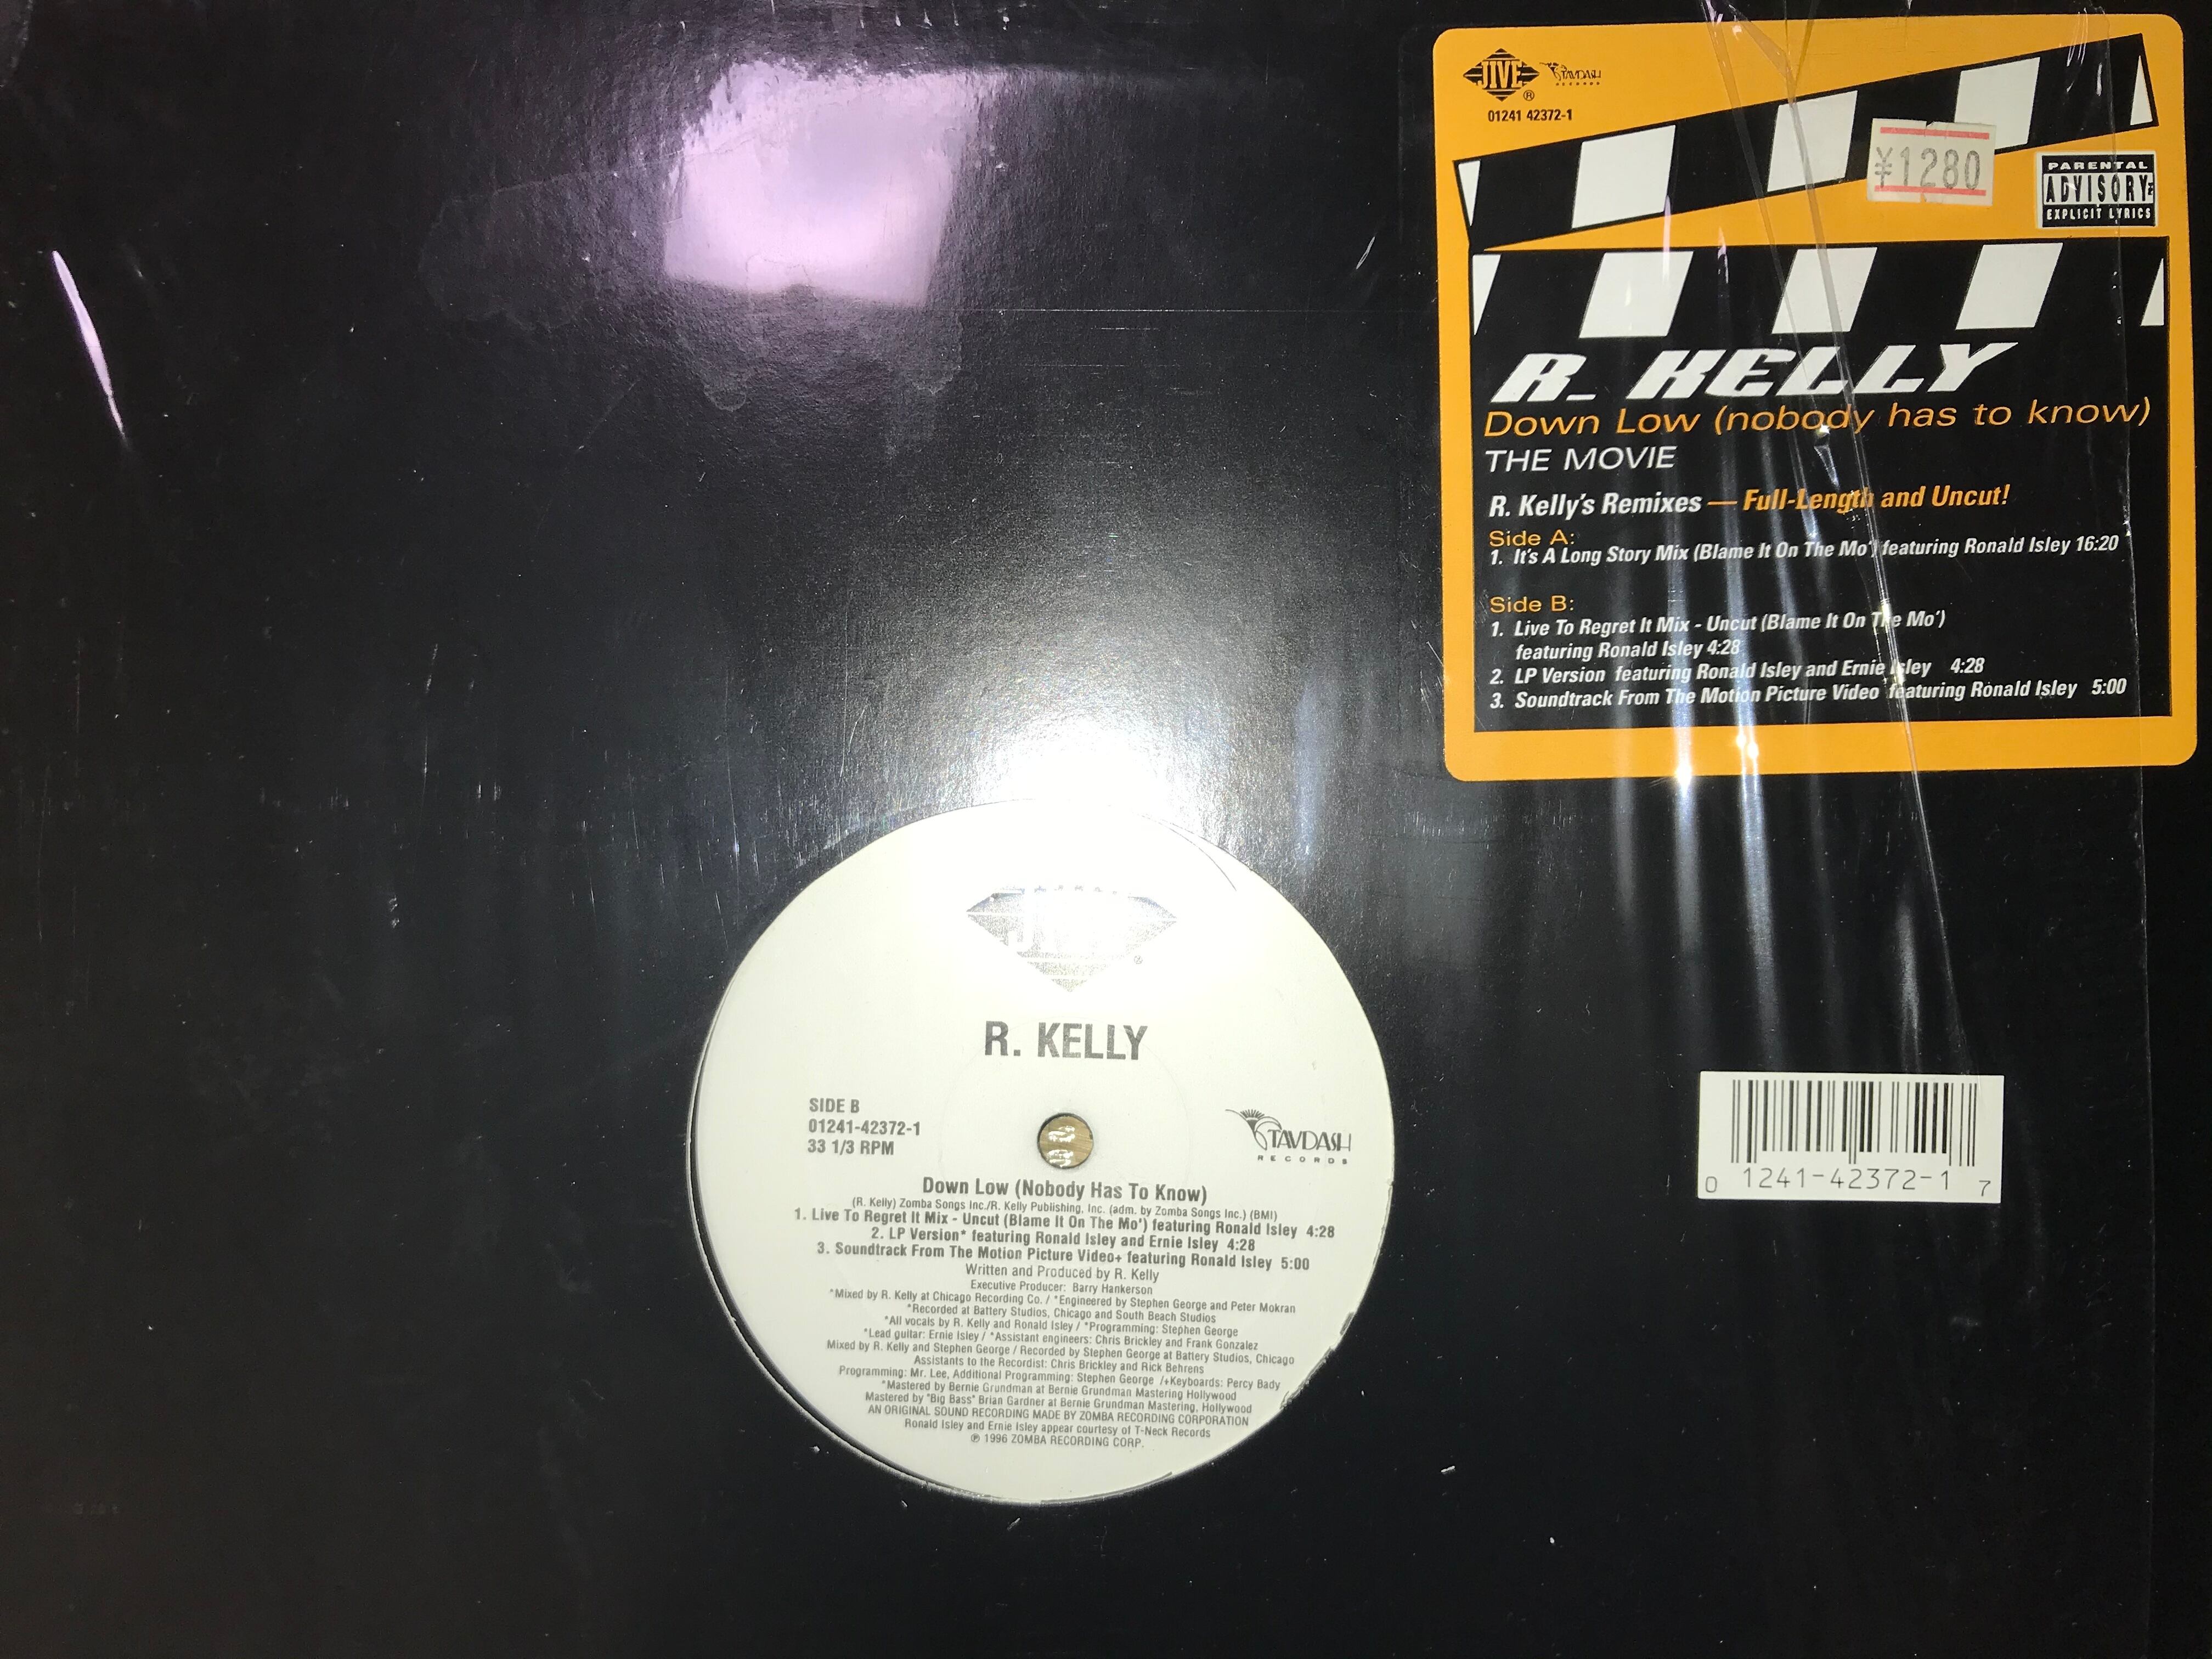 JIVE
®
TAVDASH
RECORDS
01241 42372-1
¥1280
PARENTAL
ADVISORY
EXPLICIT LYRICS
R. KELLY
Down Low (nobody has to know)
THE MOVIE
R. Kelly's Remixes — Full-Length and Uncut!
Side A:
1. It's A Long Story Mix (Blame It On The Mo') featuring Ronald Isley 16:20
Side B:
1. Live To Regret It Mix - Uncut (Blame It On The Mo')
featuring Ronald Isley 4:28
2. LP Version featuring Ronald Isley and Ernie Isley 4:28
3. Soundtrack From The Motion Picture Video featuring Ronald Isley 5:00
JIVE
®
R. KELLY
SIDE B
01241-42372-1
33 1/3 RPM
TAVDASH
RECORDS
Down Low (Nobody Has To Know)
(R. Kelly) Zomba Songs Inc./R. Kelly Publishing, Inc. (adm. by Zomba Songs Inc.) (BMI)
1. Live To Regret It Mix - Uncut (Blame It On The Mo') featuring Ronald Isley 4:28
2. LP Version* featuring Ronald Isley and Ernie Isley 4:28
3. Soundtrack From The Motion Picture Video+ featuring Ronald Isley 5:00
Written and Produced by R. Kelly
Executive Producer: Barry Hankerson
*Mixed by R. Kelly at Chicago Recording Co. / *Engineered by Stephen George and Peter Mokran
*Recorded at Battery Studios, Chicago and South Beach Studios
*All vocals by R. Kelly and Ronald Isley / *Programming: Stephen George
*Lead guitar: Ernie Isley / *Assistant engineers: Chris Brickley and Frank Gonzalez
Mixed by R. Kelly and Stephen George / Recorded by Stephen George at Battery Studios, Chicago
Assistants to the Recordist: Chris Brickley and Rick Behrens
Programming: Mr. Lee, Additional Programming: Stephen George /+Keyboards: Percy Bady
*Mastered by Bernie Grundman at Bernie Grundman Mastering Hollywood
Mastered by "Big Bass" Brian Gardner at Bernie Grundman Mastering, Hollywood
AN ORIGINAL SOUND RECORDING MADE BY ZOMBA RECORDING CORPORATION
Ronald Isley and Ernie Isley appear courtesy of T-Neck Records
℗ 1996 ZOMBA RECORDING CORP.
0 1241-42372-1 7